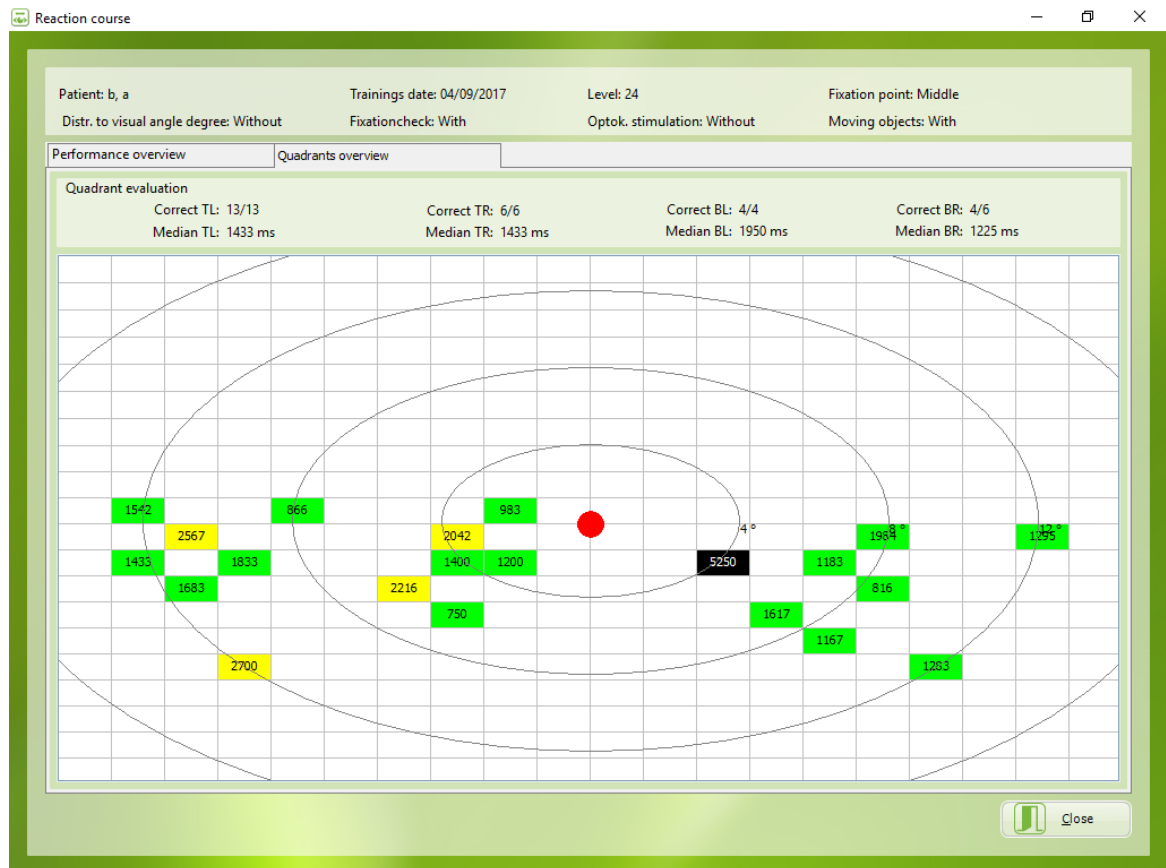 Reaction course
Patient: b, a Trainings date: 04/09/2017 Level: 24 Fixation point: Middle
Distr. to visual angle degree: Without Fixationcheck: With Optok. stimulation: Without Moving objects: With
Performance overview Quadrants overview
Quadrant evaluation
Correct TL: 13/13 Correct TR: 6/6 Correct BL: 4/4 Correct BR: 4/6
Median TL: 1433 ms Median TR: 1433 ms Median BL: 1950 ms Median BR: 1225 ms
1542 866 983
2567 2042 4 ° 1984 8 ° 1295 12 °
1433 1833 1400 1200 5250 1183
1683 2216 816
750 1617
1167
2700 1283
Close